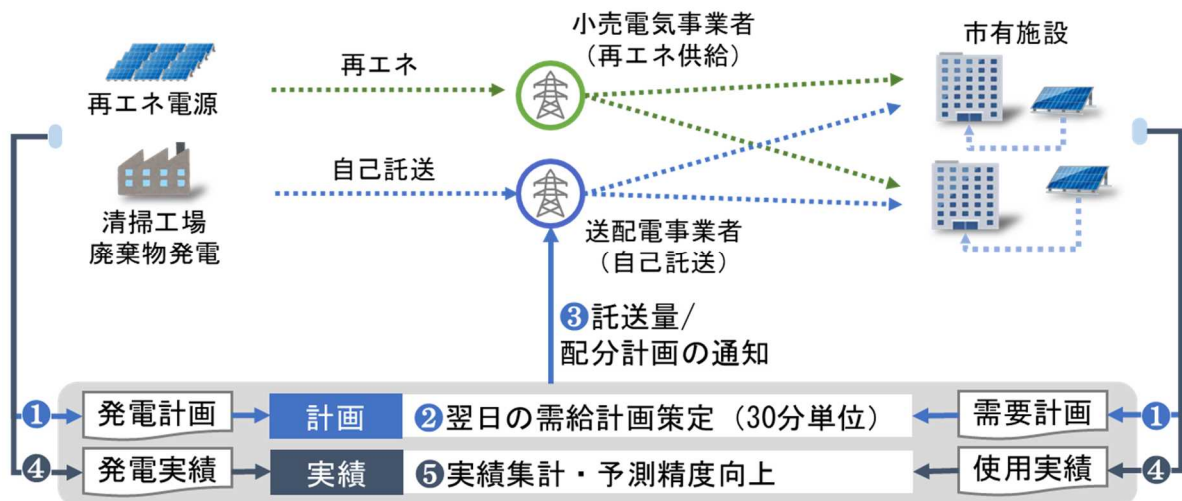 小売電気事業者
（再エネ供給）
市有施設
再エネ
再エネ電源
自己託送
清掃工場
廃棄物発電
送配電事業者
（自己託送）
❸託送量/
配分計画の通知
❶
発電計画
計画
❷翌日の需給計画策定（30分単位）
需要計画
❶
❹
発電実績
実績
❺実績集計・予測精度向上
使用実績
❹